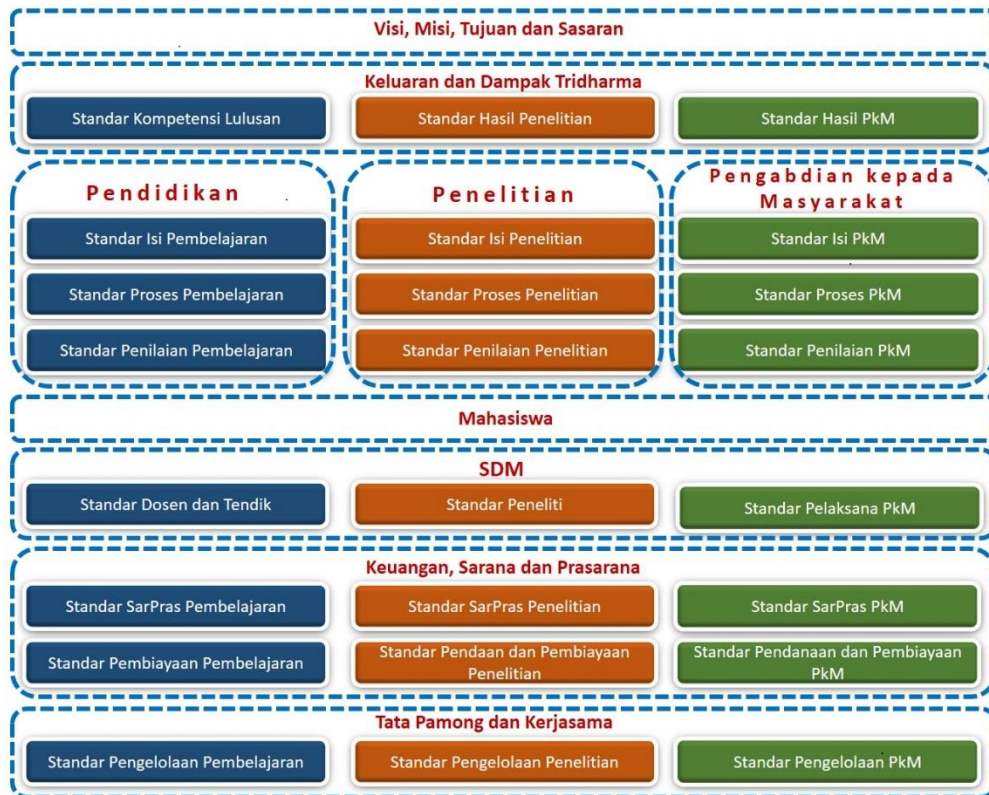 Visi, Misi, Tujuan dan Sasaran
Keluaran dan Dampak Tridharma
Standar Kompetensi Lulusan
Standar Hasil Penelitian
Standar Hasil PkM
Pendidikan
Standar Isi Pembelajaran
Standar Proses Pembelajaran
Standar Penilaian Pembelajaran
Penelitian
Standar Isi Penelitian
Standar Proses Penelitian
Standar Penilaian Penelitian
Pengabdian kepada
Masyarakat
Standar Isi PkM
Standar Proses PkM
Standar Penilaian PkM
Mahasiswa
SDM
Standar Dosen dan Tendik
Standar Peneliti
Standar Pelaksana PkM
Keuangan, Sarana dan Prasarana
Standar SarPras Pembelajaran
Standar SarPras Penelitian
Standar SarPras PkM
Standar Pembiayaan Pembelajaran
Standar Pendaan dan Pembiayaan
Penelitian
Standar Pendanaan dan Pembiayaan
PkM
Tata Pamong dan Kerjasama
Standar Pengelolaan Pembelajaran
Standar Pengelolaan Penelitian
Standar Pengelolaan PkM